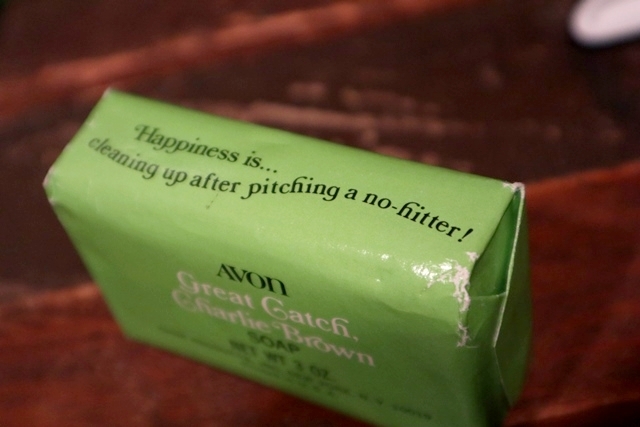 Happiness is...
cleaning up after pitching a no-hitter!
AVON
Great Catch,
Charlie Brown
SOAP
NET WT 3 OZ